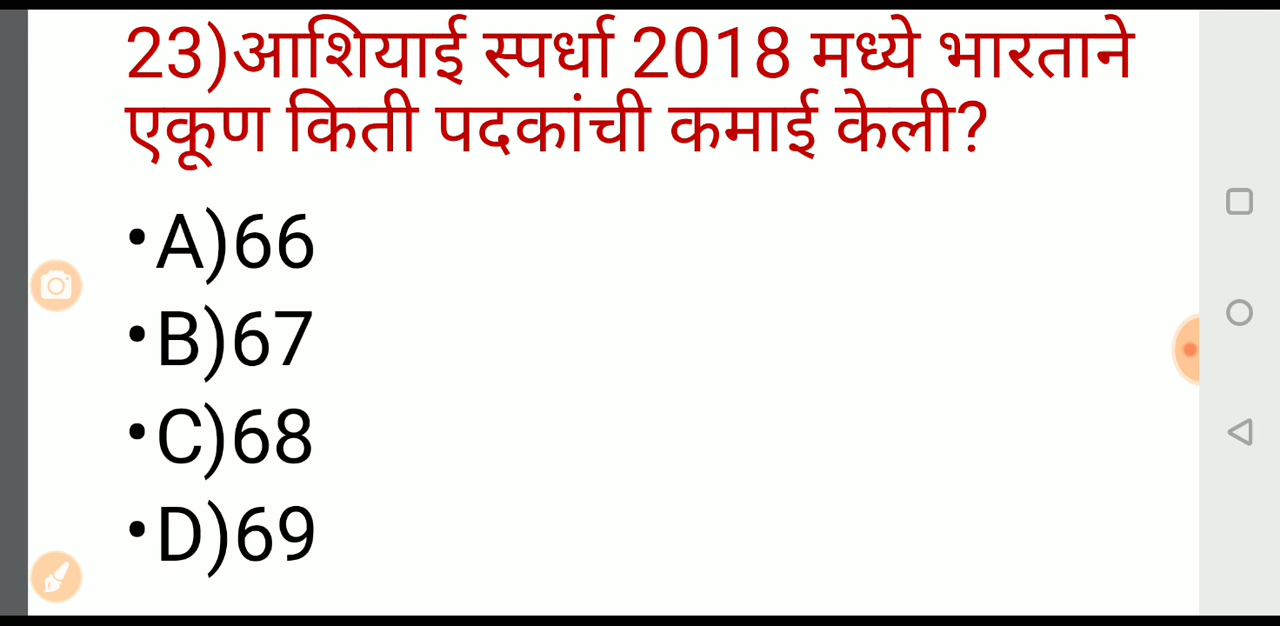 23)आशियाई स्पर्धा 2018 मध्ये भारताने
एकूण किती पदकांची कमाई केली?
•A)66
•B)67
•C)68
•D)69